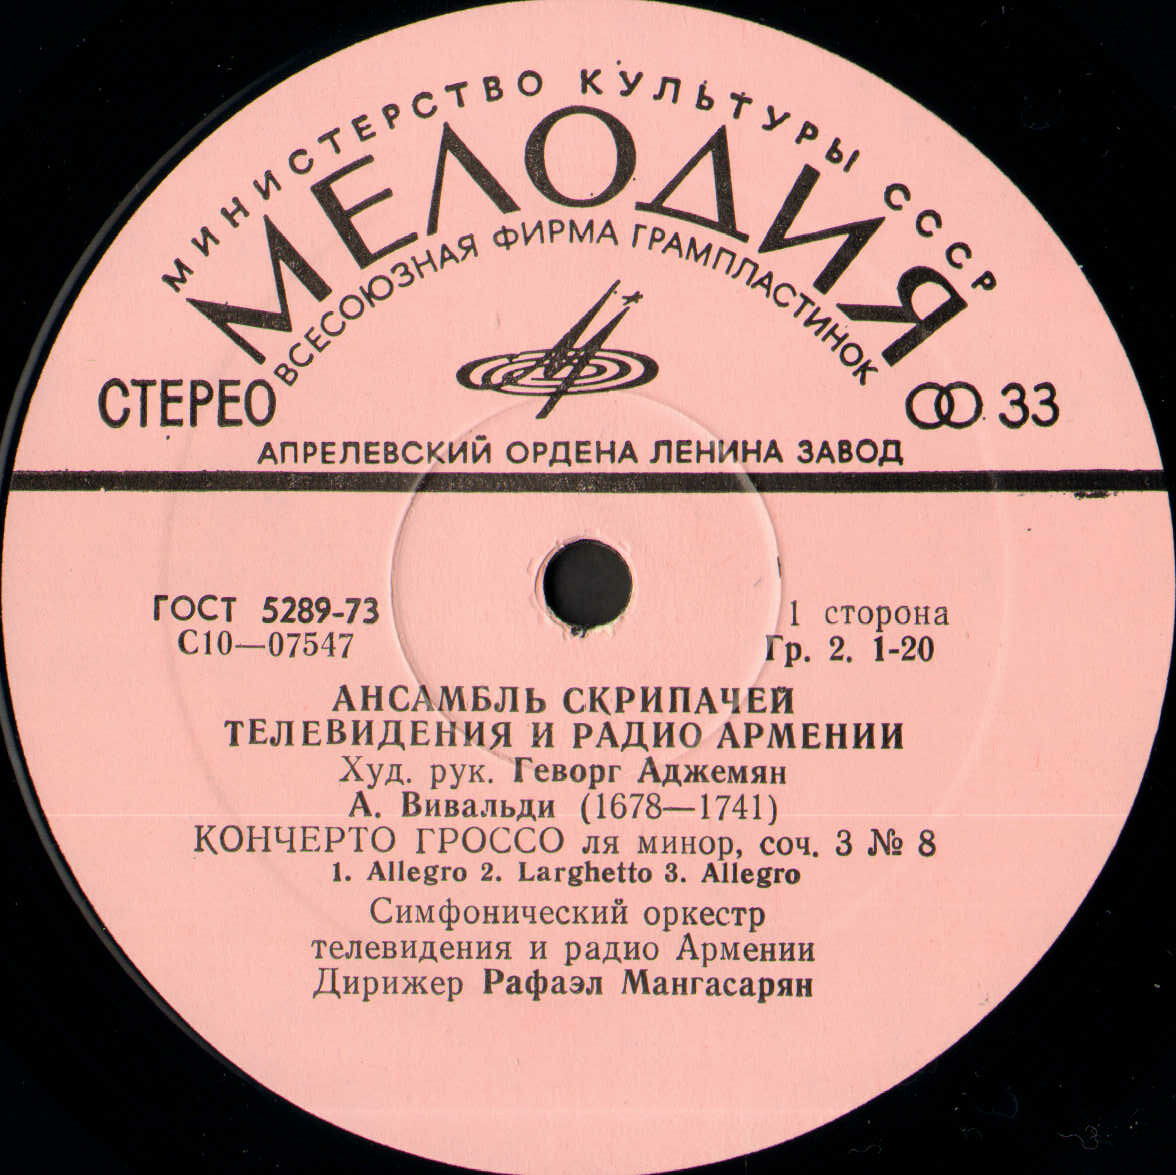 МИНИСТЕРСТВО КУЛЬТУРЫ СССР
МЕЛОДИЯ
ВСЕСОЮЗНАЯ ФИРМА ГРАМПЛАСТИНОК
СТЕРЕО
33
АПРЕЛЕВСКИЙ ОРДЕНА ЛЕНИНА ЗАВОД
ГОСТ 5289-73
1 сторона
С10—07547
Гр. 2. 1-20
АНСАМБЛЬ СКРИПАЧЕЙ
ТЕЛЕВИДЕНИЯ И РАДИО АРМЕНИИ
Худ. рук. Геворг Аджемян
А. Вивальди (1678—1741)
КОНЧЕРТО ГРОССО ля минор, соч. 3 № 8
1. Allegro 2. Larghetto 3. Allegro
Симфонический оркестр
телевидения и радио Армении
Дирижер Рафаэл Мангасарян